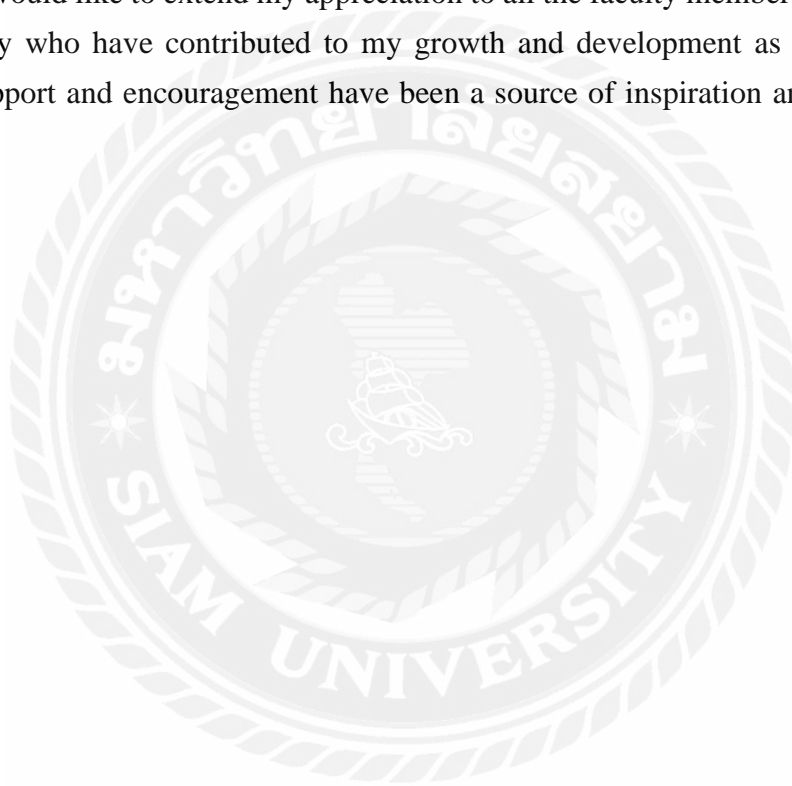 would like to extend my appreciation to all the faculty member
y who have contributed to my growth and development as
pport and encouragement have been a source of inspiration an
มหาวิทยาลัยสยาม
SIAM UNIVERSITY